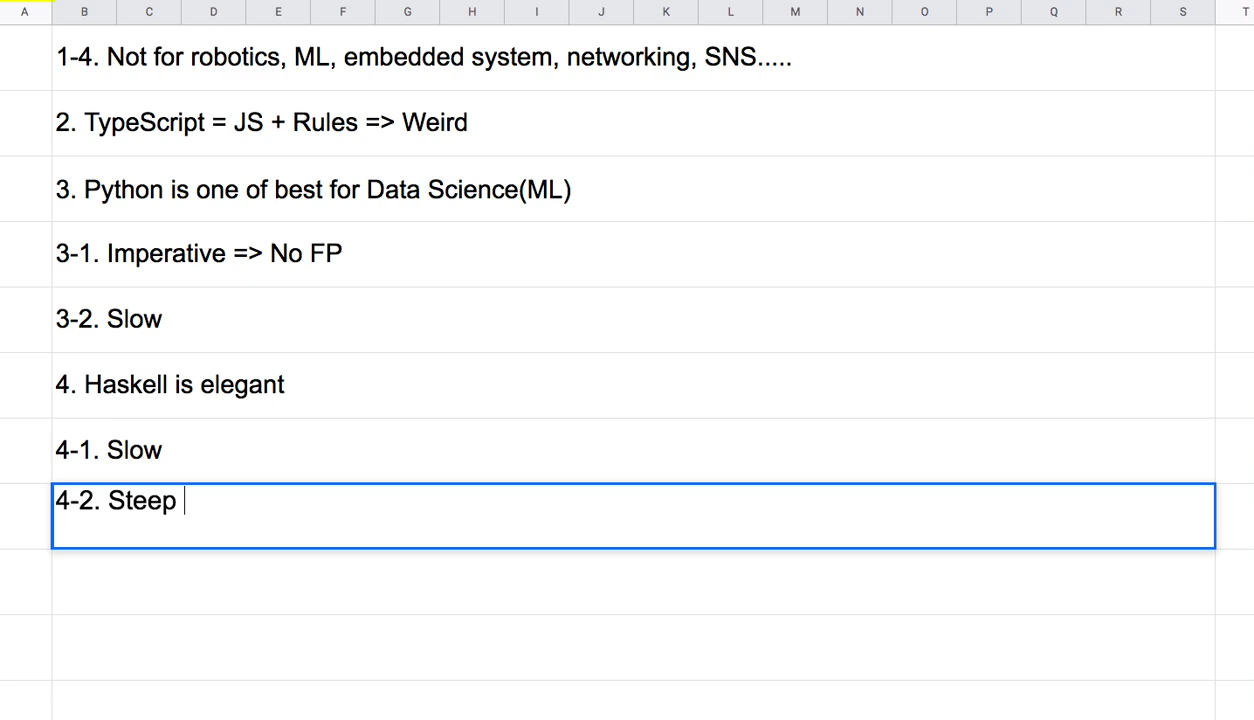 A B C D E F G H I J K L M N O P Q R S T
1-4. Not for robotics, ML, embedded system, networking, SNS.....
2. TypeScript = JS + Rules => Weird
3. Python is one of best for Data Science(ML)
3-1. Imperative => No FP
3-2. Slow
4. Haskell is elegant
4-1. Slow
4-2. Steep